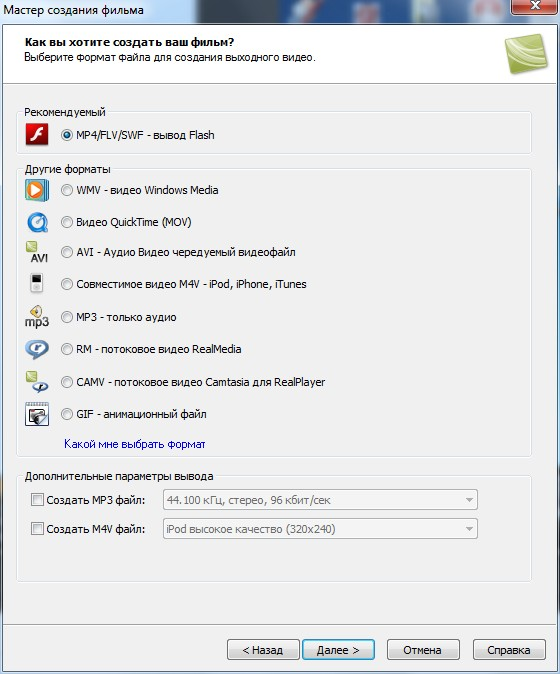 Мастер создания фильма
Как вы хотите создать ваш фильм?
Выберите формат файла для создания выходного видео.
Рекомендуемый
MP4/FLV/SWF - вывод Flash
Другие форматы
WMV - видео Windows Media
Видео QuickTime (MOV)
AVI
AVI - Аудио Видео чередуемый видеофайл
Совместимое видео M4V - iPod, iPhone, iTunes
mp3
MP3 - только аудио
RM - потоковое видео RealMedia
CAMV - потоковое видео Camtasia для RealPlayer
GIF - анимационный файл
Какой мне выбрать формат
Дополнительные параметры вывода
Создать MP3 файл: 44.100 кГц, стерео, 96 кбит/сек
Создать M4V файл: iPod высокое качество (320x240)
< Назад Далее > Отмена Справка